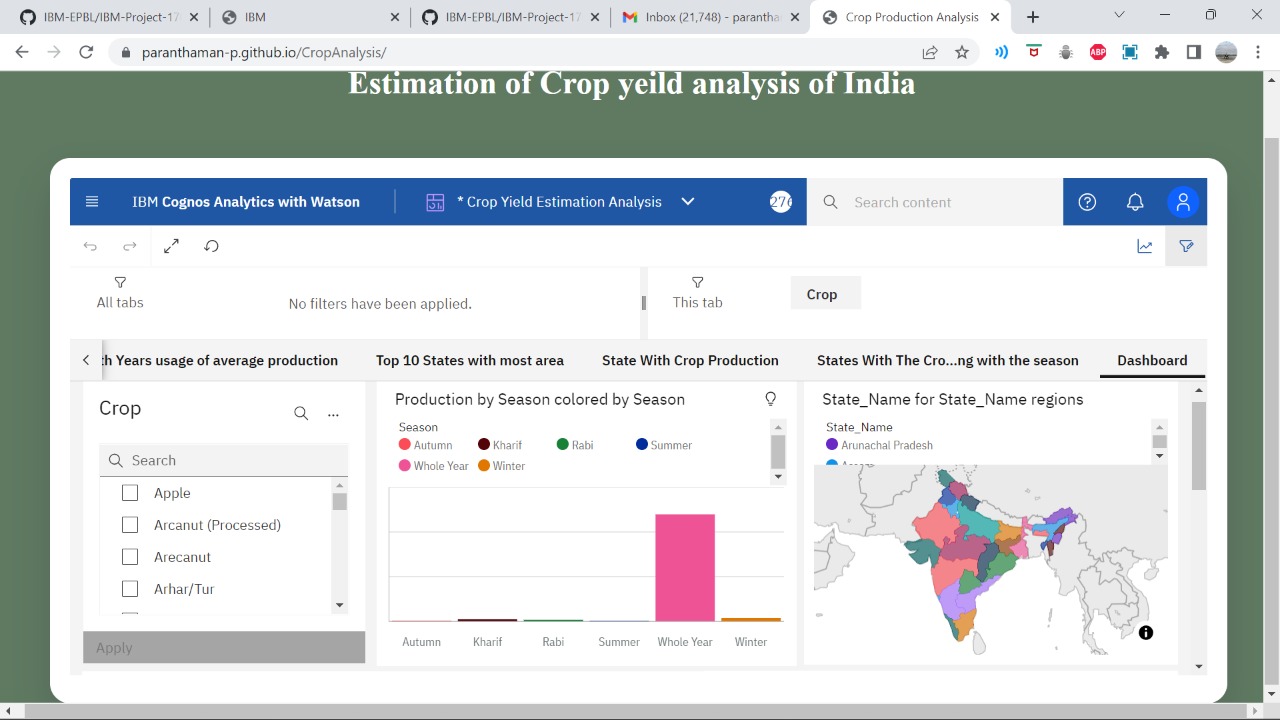 IBM-EPBL/IBM-Project-17
IBM
IBM-EPBL/IBM-Project-17
Inbox (21,748) - parantha
Crop Production Analysis
paranthaman-p.github.io/CropAnalysis/
ABP
Estimation of Crop yeild analysis of India
IBM Cognos Analytics with Watson
* Crop Yield Estimation Analysis
276
Search content
All tabs
No filters have been applied.
This tab
Crop
th Years usage of average production
Top 10 States with most area
State With Crop Production
States With The Cro...ng with the season
Dashboard
Crop
...
Search
Apple
Arcanut (Processed)
Arecanut
Arhar/Tur
Apply
Production by Season colored by Season
Season
Autumn Kharif Rabi Summer
Whole Year Winter
Autumn Kharif Rabi Summer Whole Year Winter
State_Name for State_Name regions
State_Name
Arunachal Pradesh